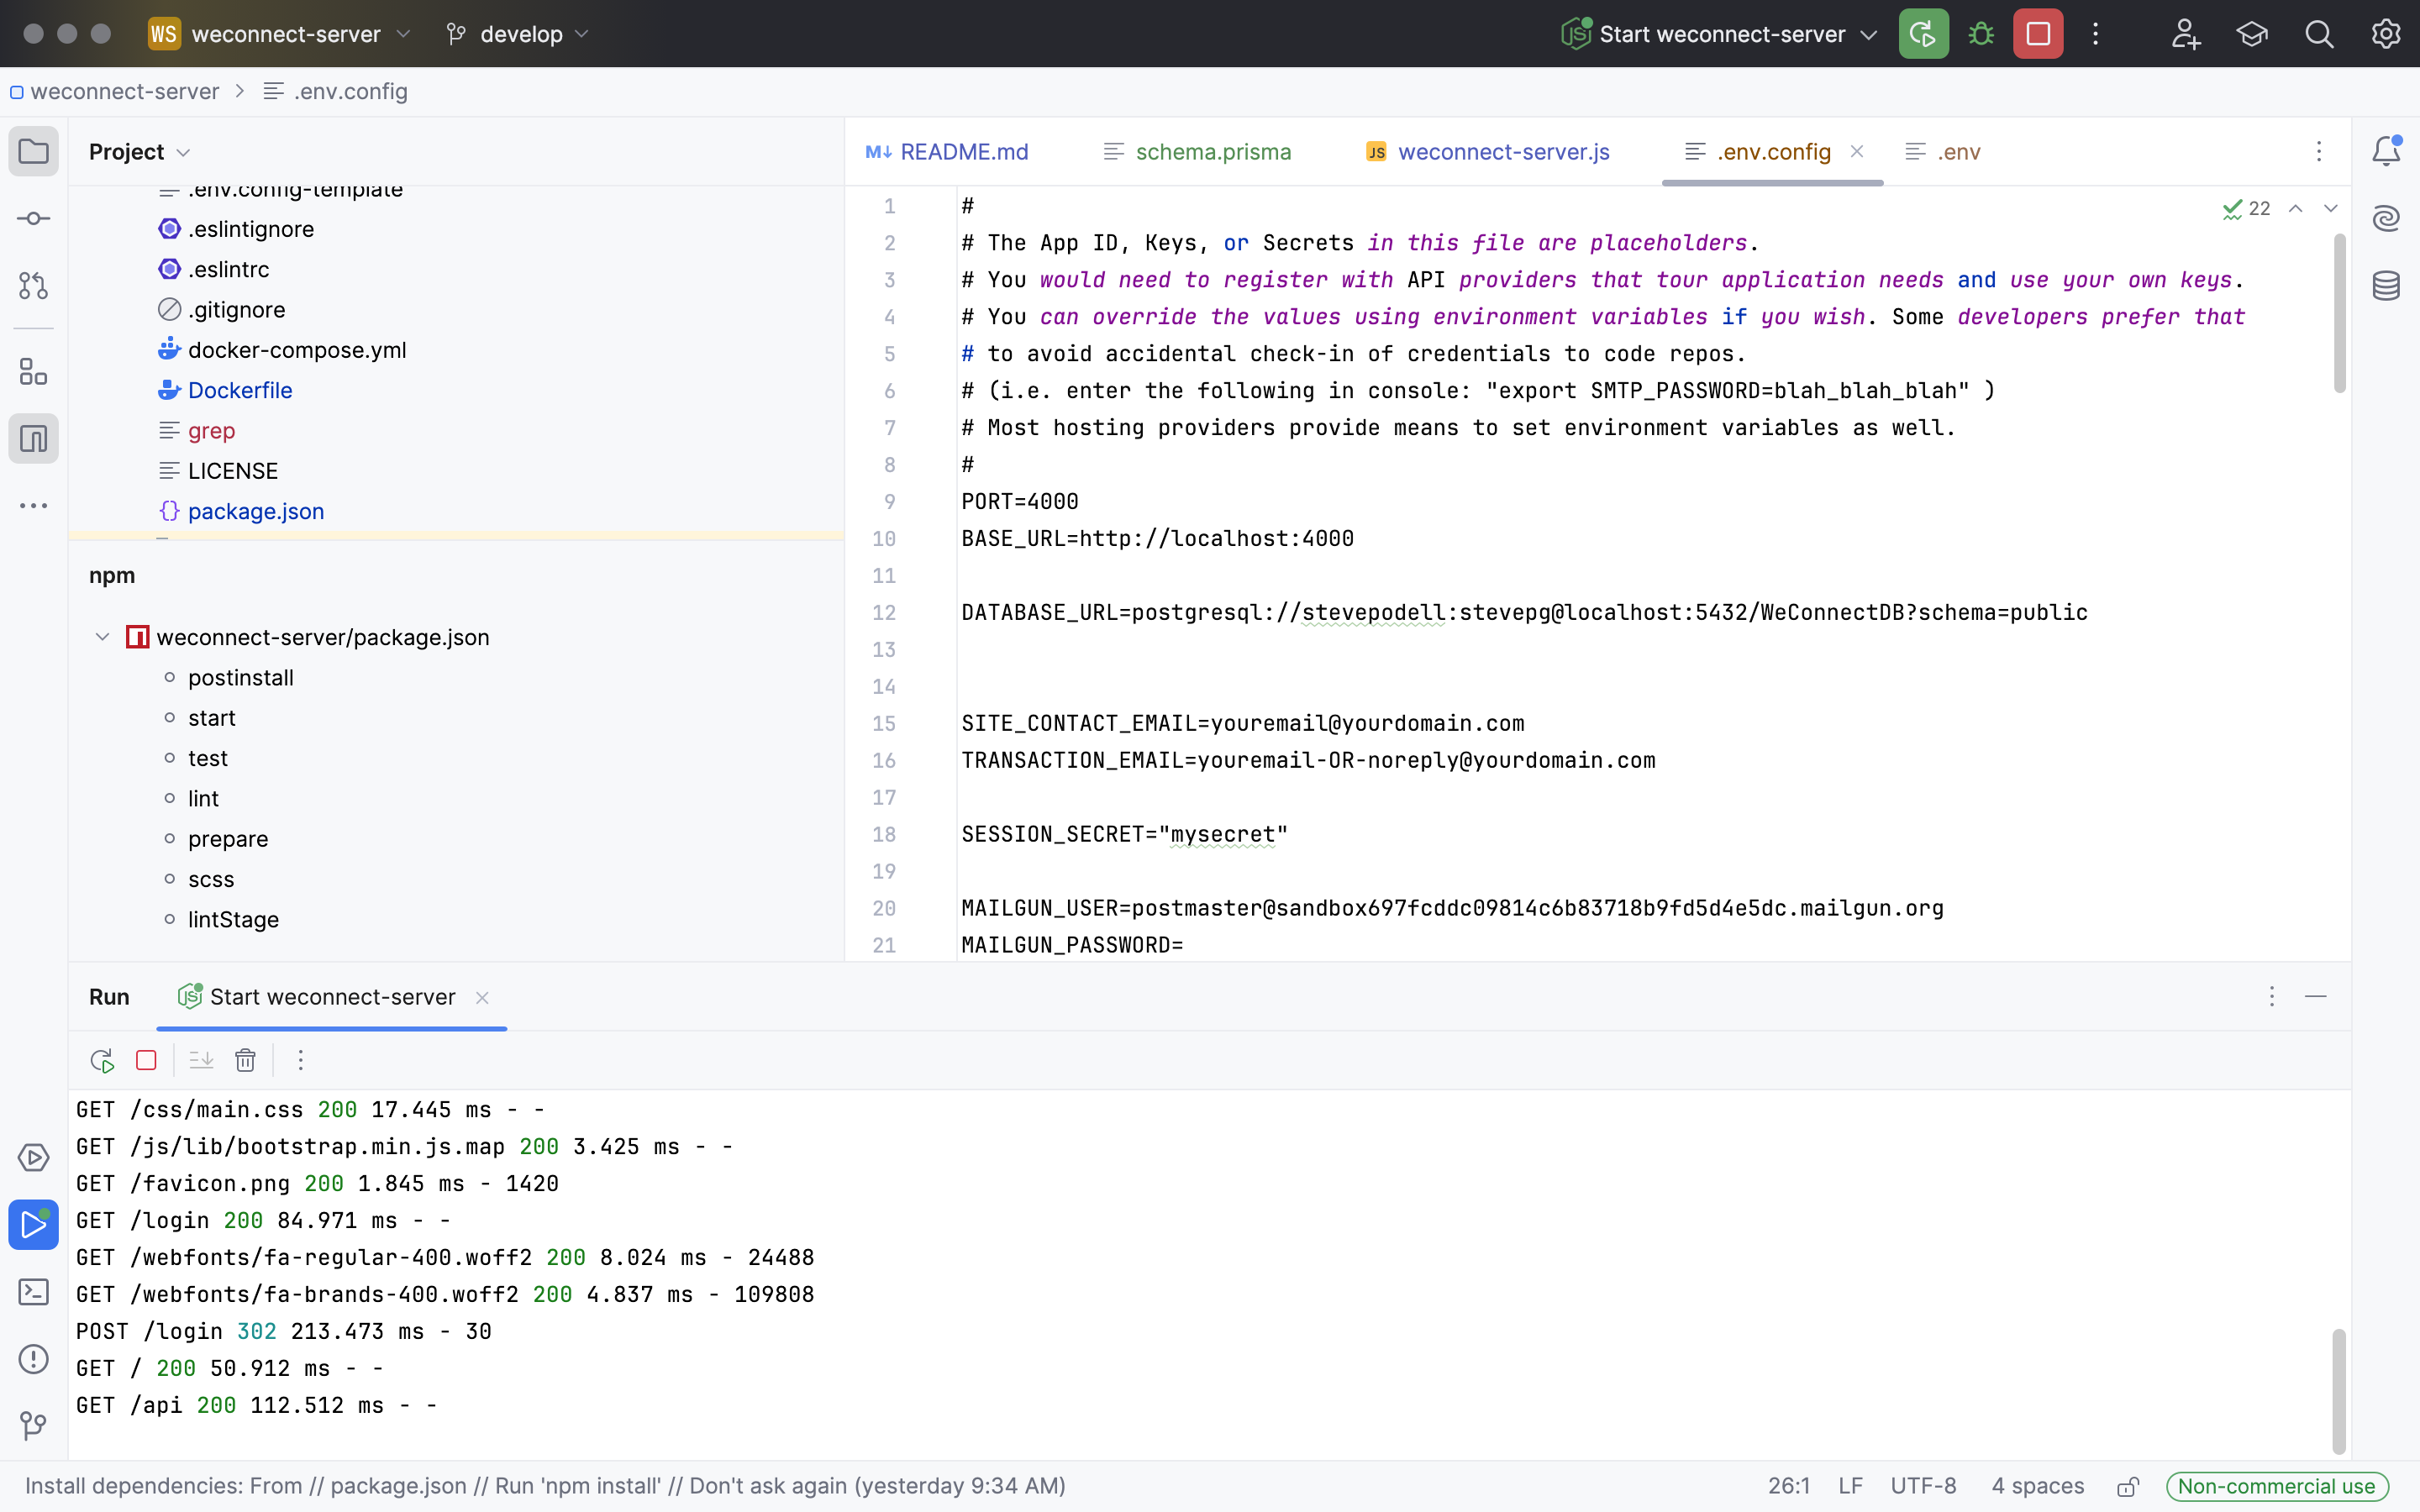 WS weconnect-server develop Start weconnect-server
weconnect-server .env.config
Project
.env.config-template
.eslintignore
.eslintrc
.gitignore
docker-compose.yml
Dockerfile
grep
LICENSE
package.json
npm
weconnect-server/package.json
postinstall
start
test
lint
prepare
scss
lintStage
README.md schema.prisma JS weconnect-server.js .env.config .env
22
1 #
2 # The App ID, Keys, or Secrets in this file are placeholders.
3 # You would need to register with API providers that tour application needs and use your own keys.
4 # You can override the values using environment variables if you wish. Some developers prefer that
5 # to avoid accidental check-in of credentials to code repos.
6 # (i.e. enter the following in console: "export SMTP_PASSWORD=blah_blah_blah" )
7 # Most hosting providers provide means to set environment variables as well.
8 #
9 PORT=4000
10 BASE_URL=http://localhost:4000
11
12 DATABASE_URL=postgresql://stevepodell:stevepg@localhost:5432/WeConnectDB?schema=public
13
14
15 SITE_CONTACT_EMAIL=youremail@yourdomain.com
16 TRANSACTION_EMAIL=youremail-OR-noreply@yourdomain.com
17
18 SESSION_SECRET="mysecret"
19
20 MAILGUN_USER=postmaster@sandbox697fcddc09814c6b83718b9fd5d4e5dc.mailgun.org
21 MAILGUN_PASSWORD=
Run Start weconnect-server
GET /css/main.css 200 17.445 ms - -
GET /js/lib/bootstrap.min.js.map 200 3.425 ms - -
GET /favicon.png 200 1.845 ms - 1420
GET /login 200 84.971 ms - -
GET /webfonts/fa-regular-400.woff2 200 8.024 ms - 24488
GET /webfonts/fa-brands-400.woff2 200 4.837 ms - 109808
POST /login 302 213.473 ms - 30
GET / 200 50.912 ms - -
GET /api 200 112.512 ms - -
Install dependencies: From // package.json // Run 'npm install' // Don't ask again (yesterday 9:34 AM) 26:1 LF UTF-8 4 spaces Non-commercial use